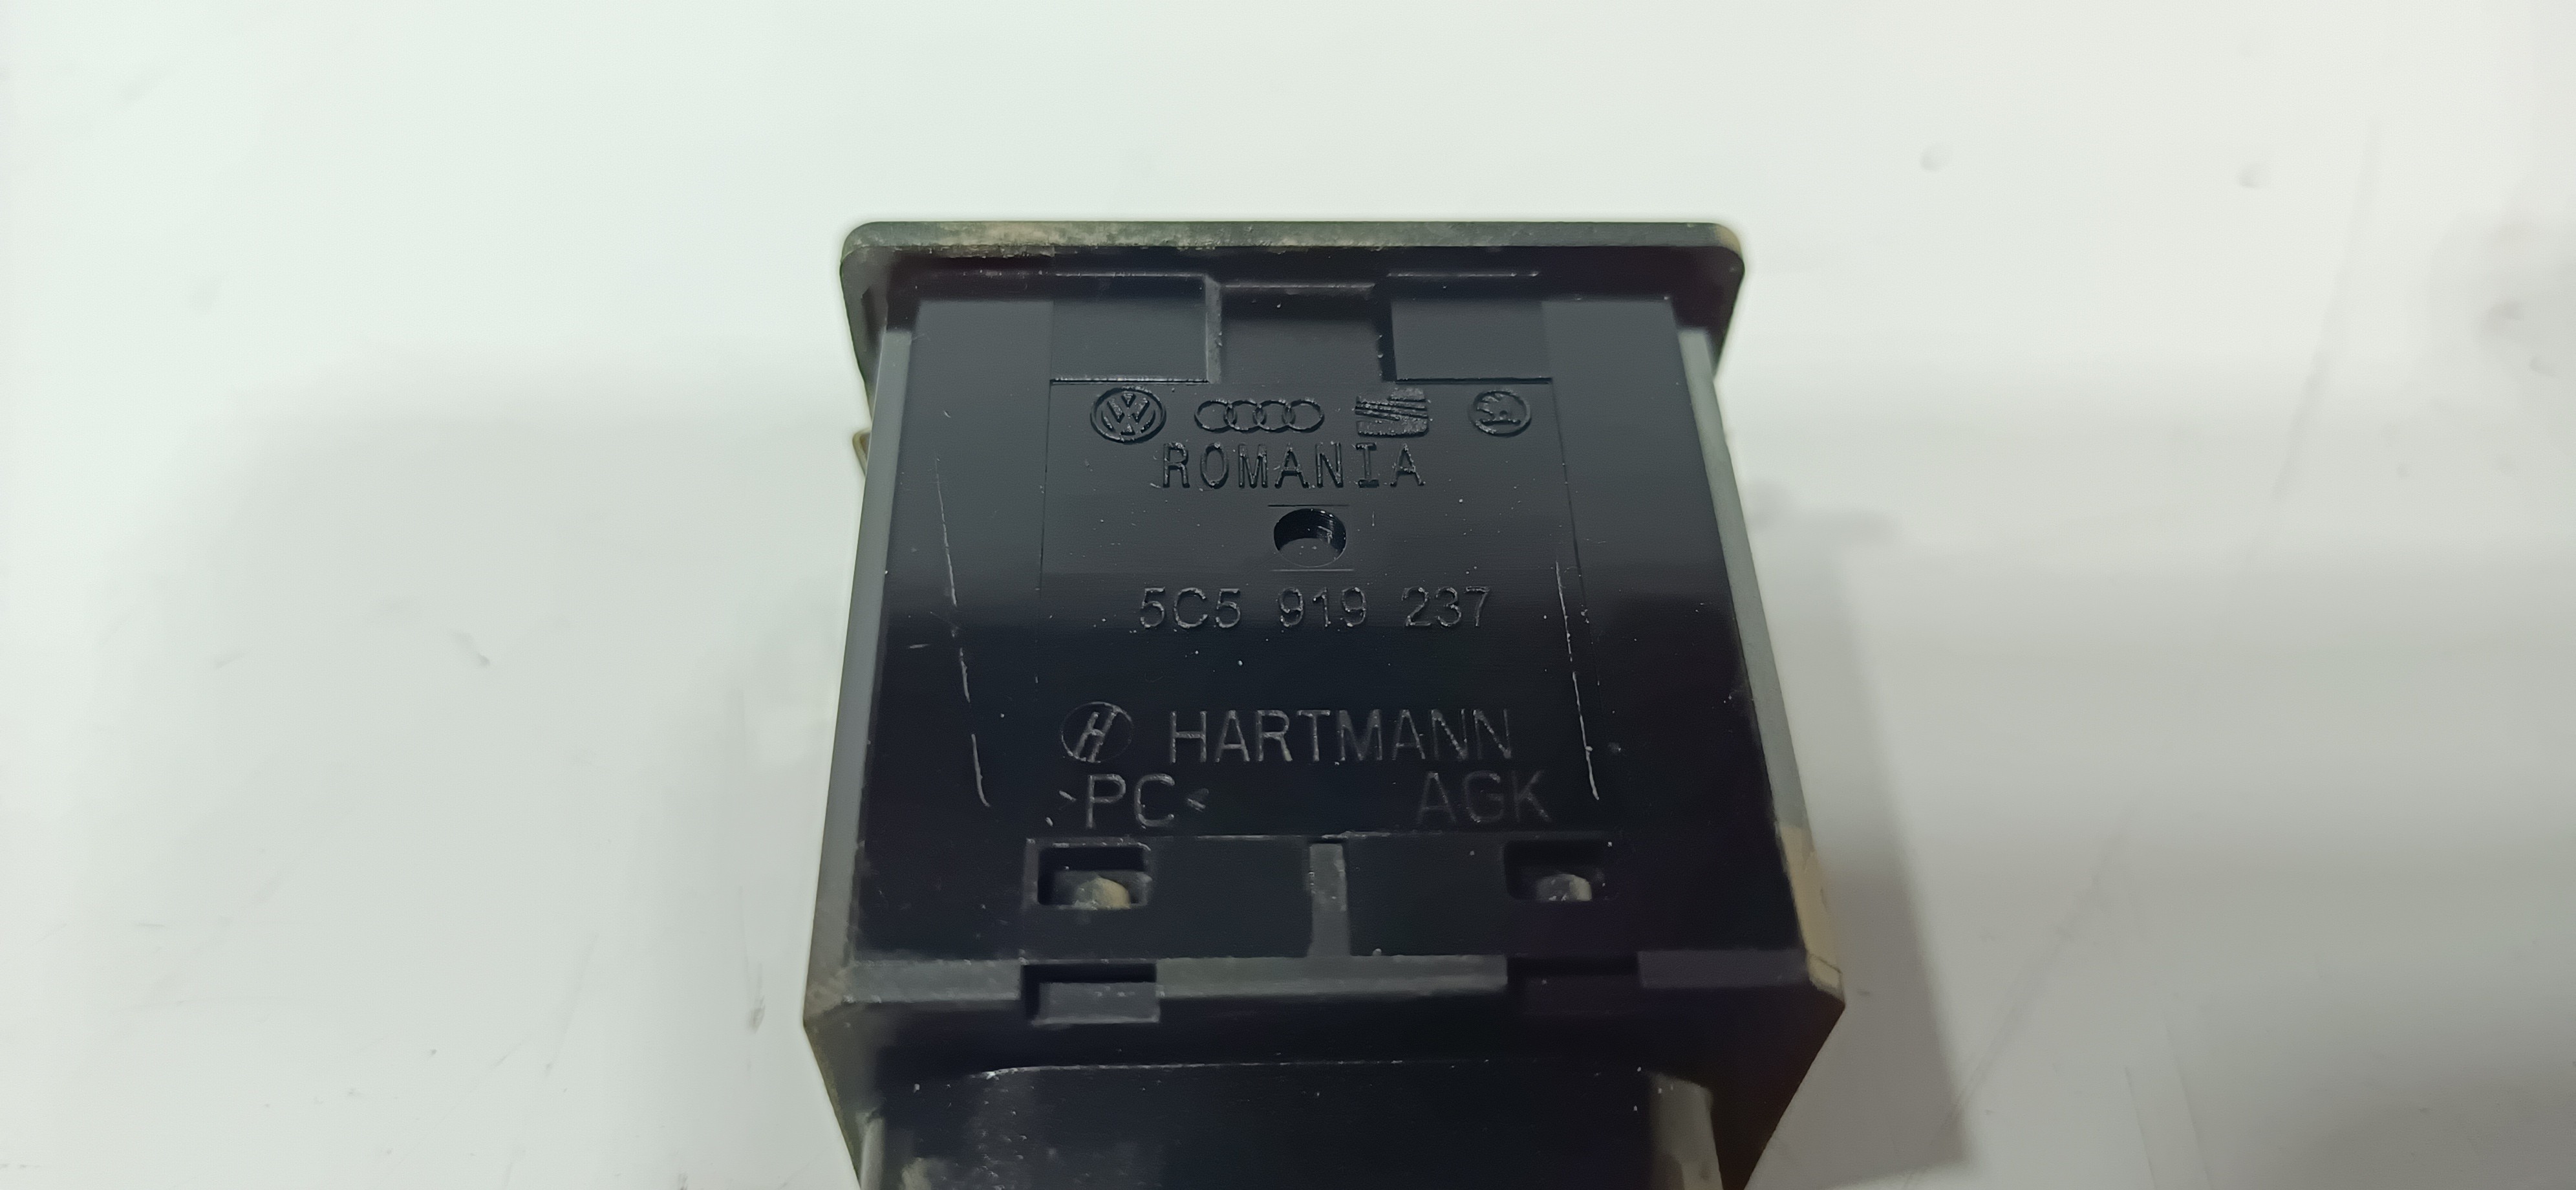 ROMANIA
5C5 919 237
H HARTMANN
>PC< AGK